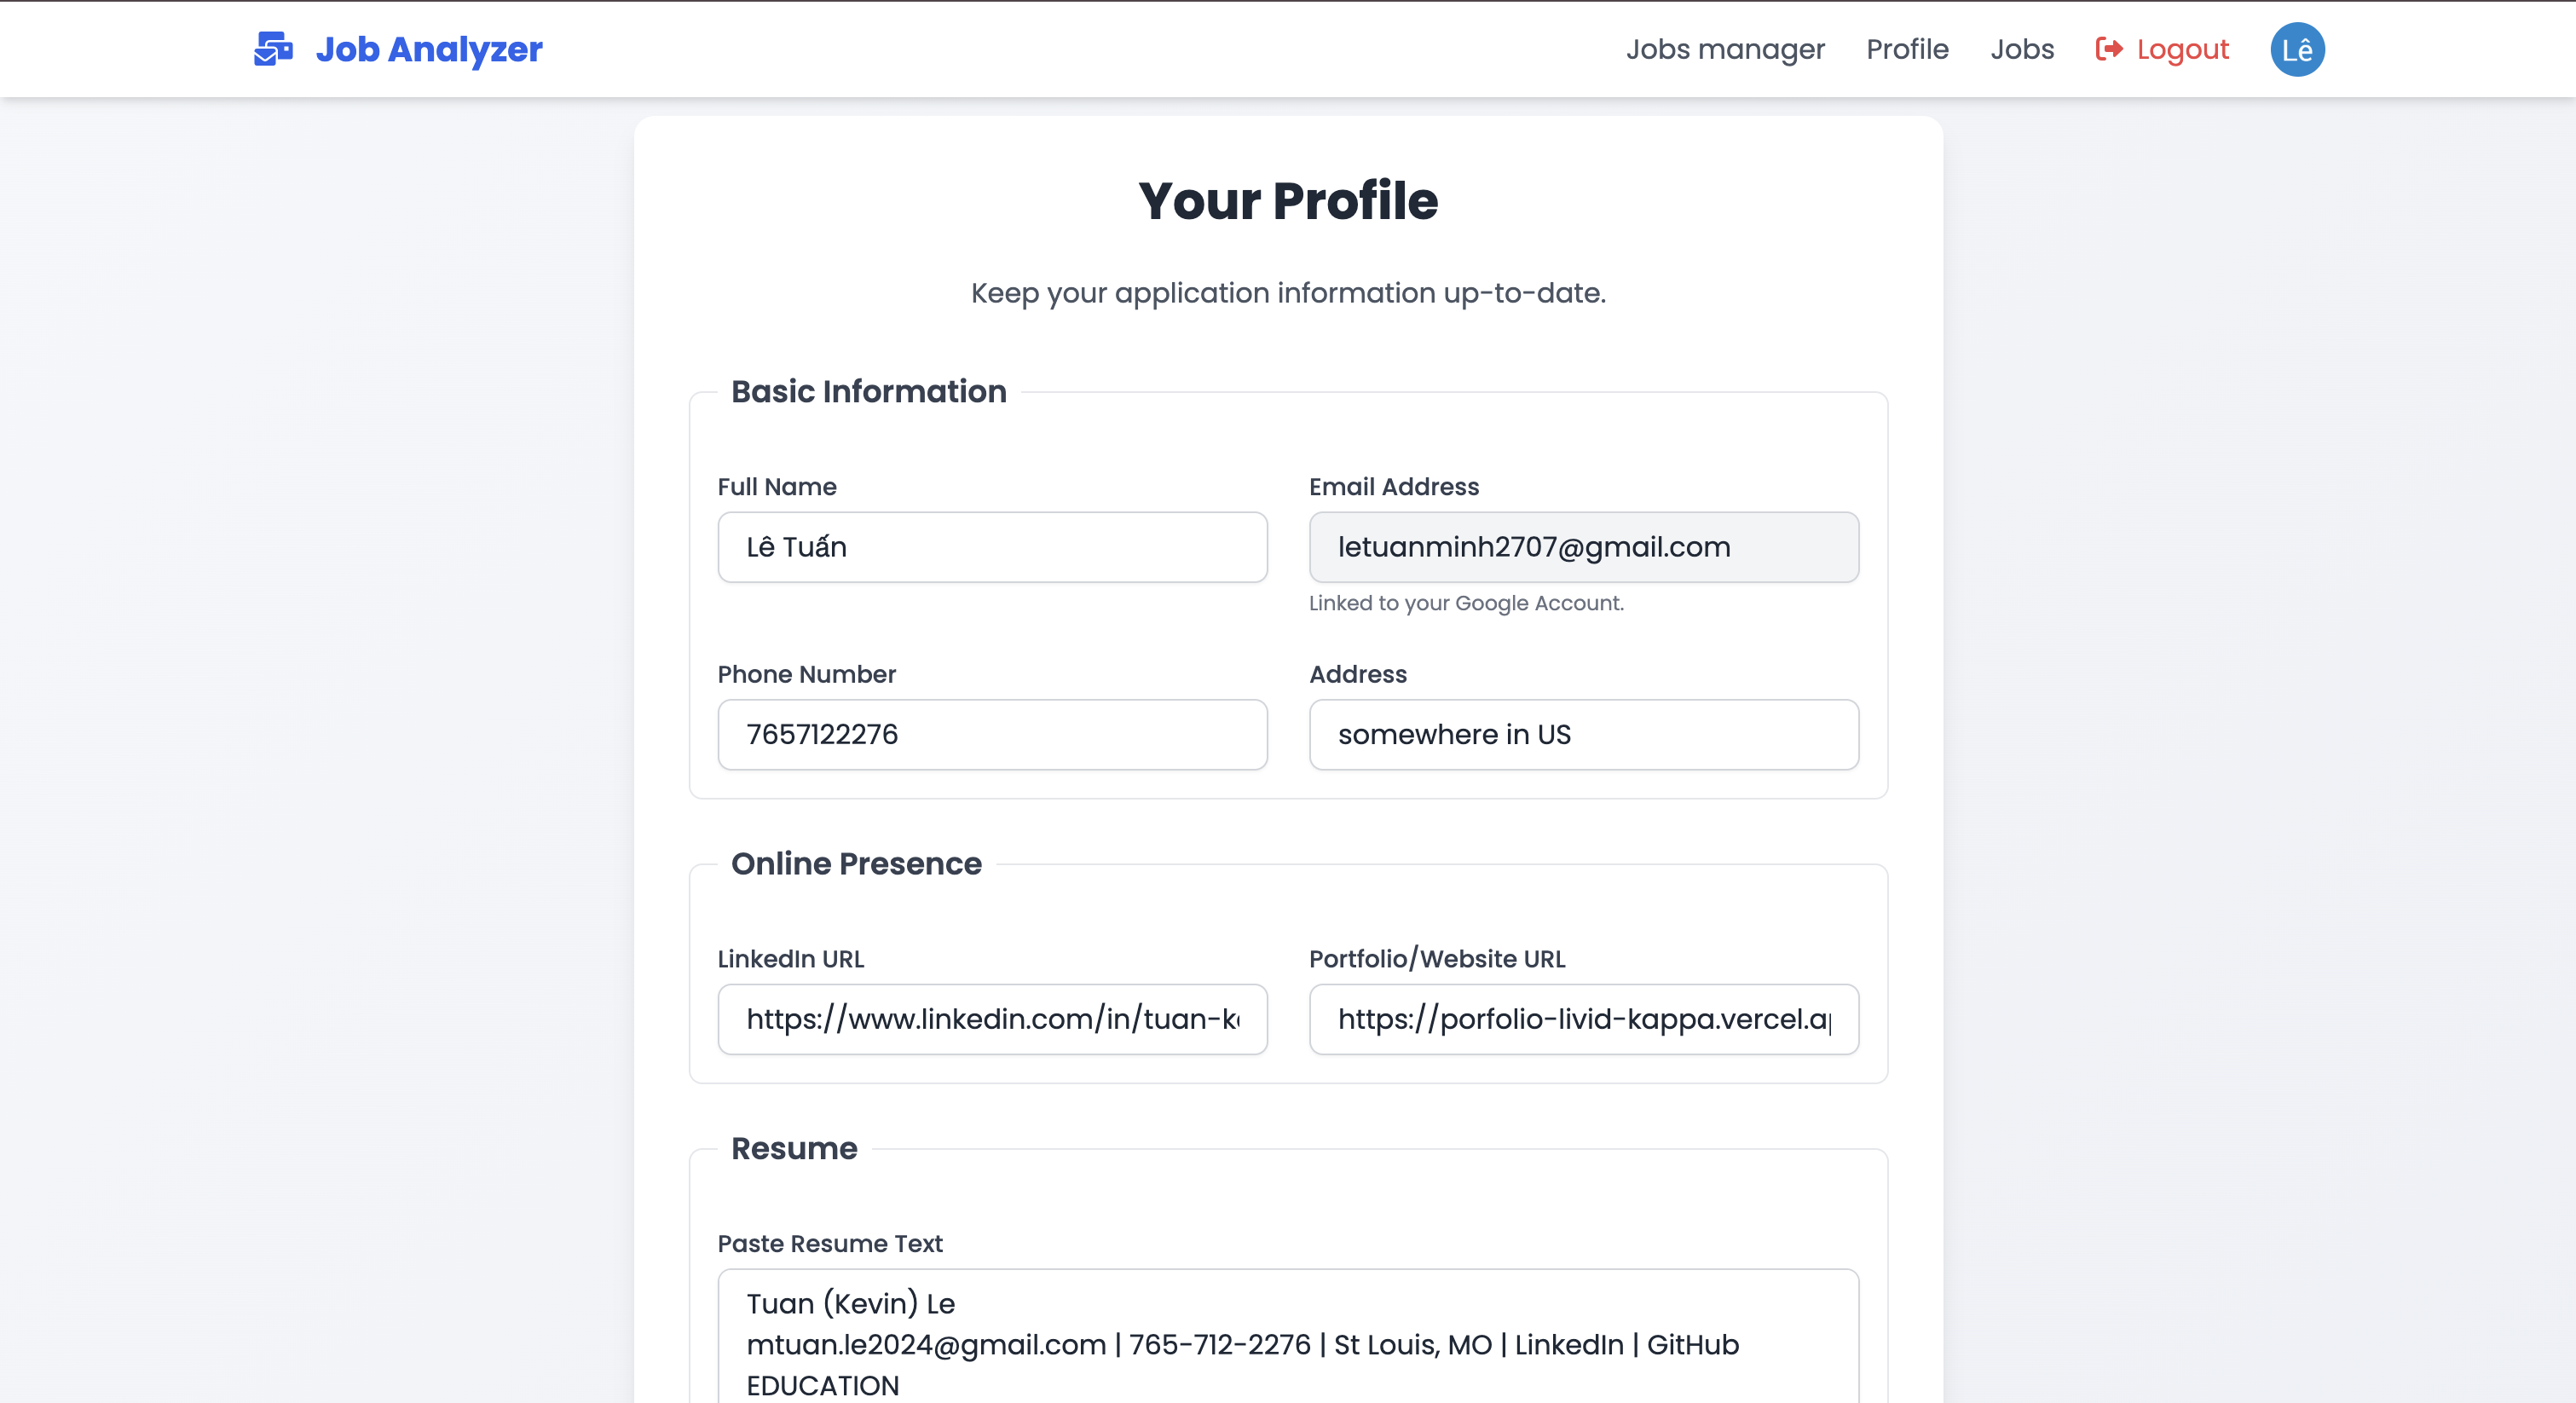 Job Analyzer
Jobs manager
Profile
Jobs
Logout
Lê
Your Profile
Keep your application information up-to-date.
Basic Information
Full Name
Lê Tuấn
Email Address
letuanminh2707@gmail.com
Linked to your Google Account.
Phone Number
7657122276
Address
somewhere in US
Online Presence
LinkedIn URL
https://www.linkedin.com/in/tuan-k
Portfolio/Website URL
https://porfolio-livid-kappa.vercel.a
Resume
Paste Resume Text
Tuan (Kevin) Le
mtuan.le2024@gmail.com | 765-712-2276 | St Louis, MO | LinkedIn | GitHub
EDUCATION